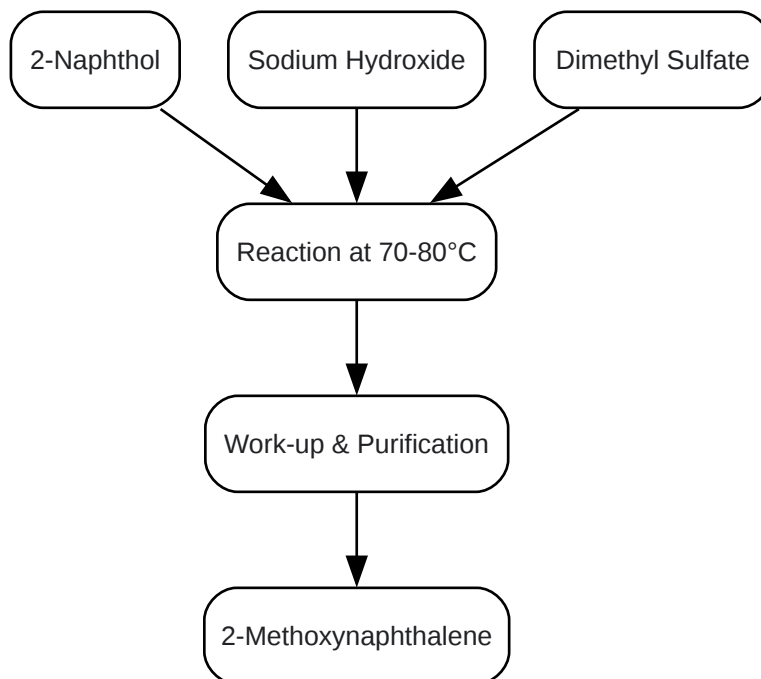 2-Naphthol
Sodium Hydroxide
Dimethyl Sulfate
Reaction at 70-80°C
Work-up & Purification
2-Methoxynaphthalene